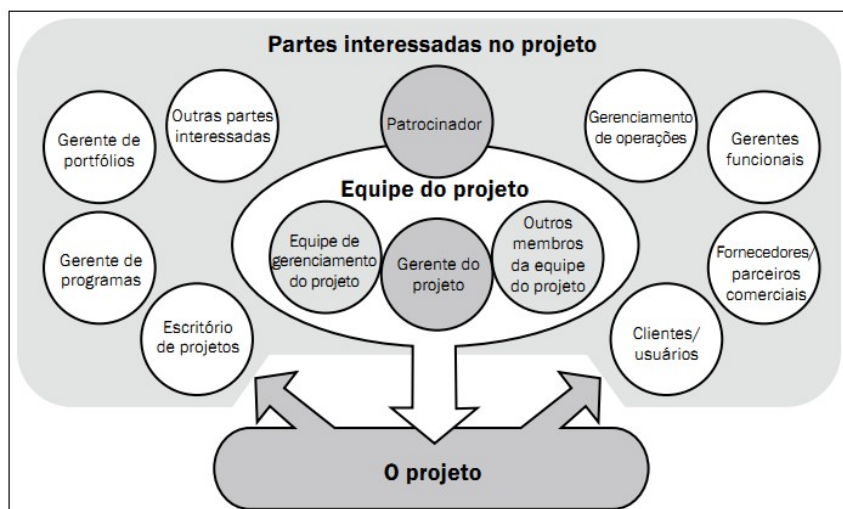 Partes interessadas no projeto
Outras partes
interessadas
Patrocinador
Gerenciamento
de operações
Gerente de
portfólios
Gerentes
funcionais
Equipe do projeto
Equipe de
gerenciamento
do projeto
Gerente do
projeto
Outros
membros
da equipe
do projeto
Gerente de
programas
Fornecedores/
parceiros
comerciais
Escritório
de projetos
Clientes/
usuários
O projeto